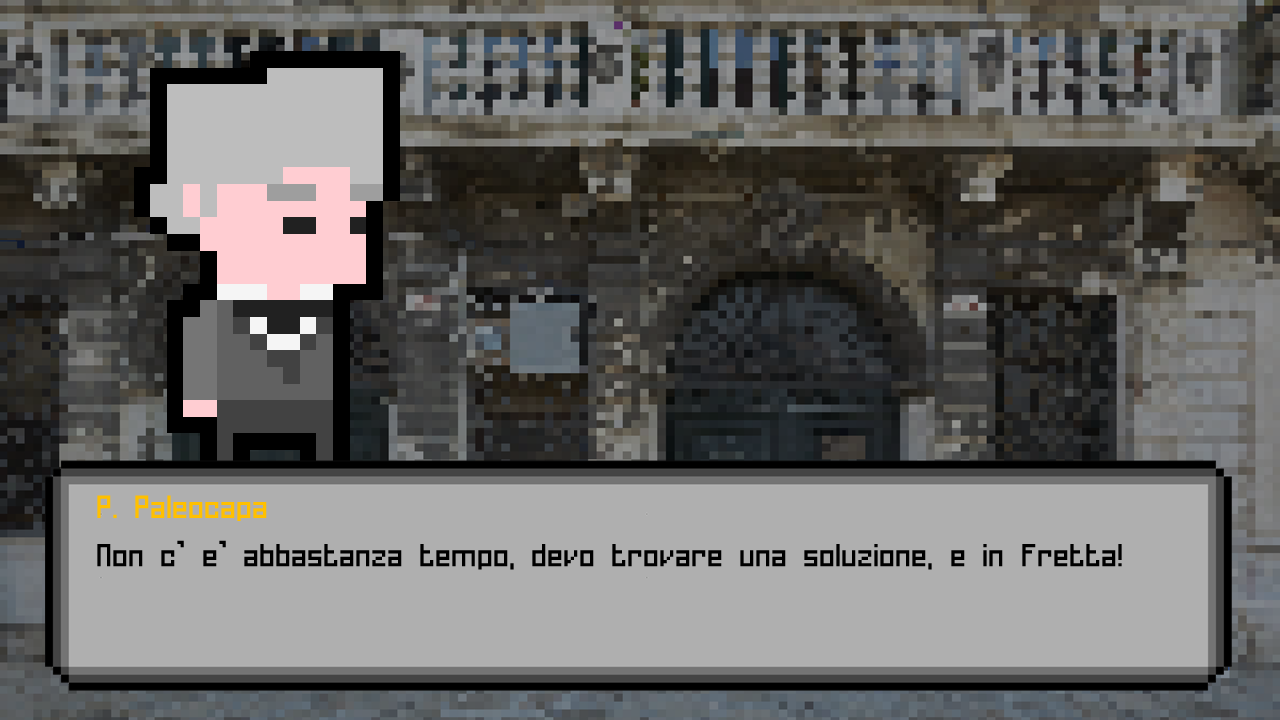 P. Paleocapa
Non c` e` abbastanza tempo, devo trovare una soluzione, e in fretta!